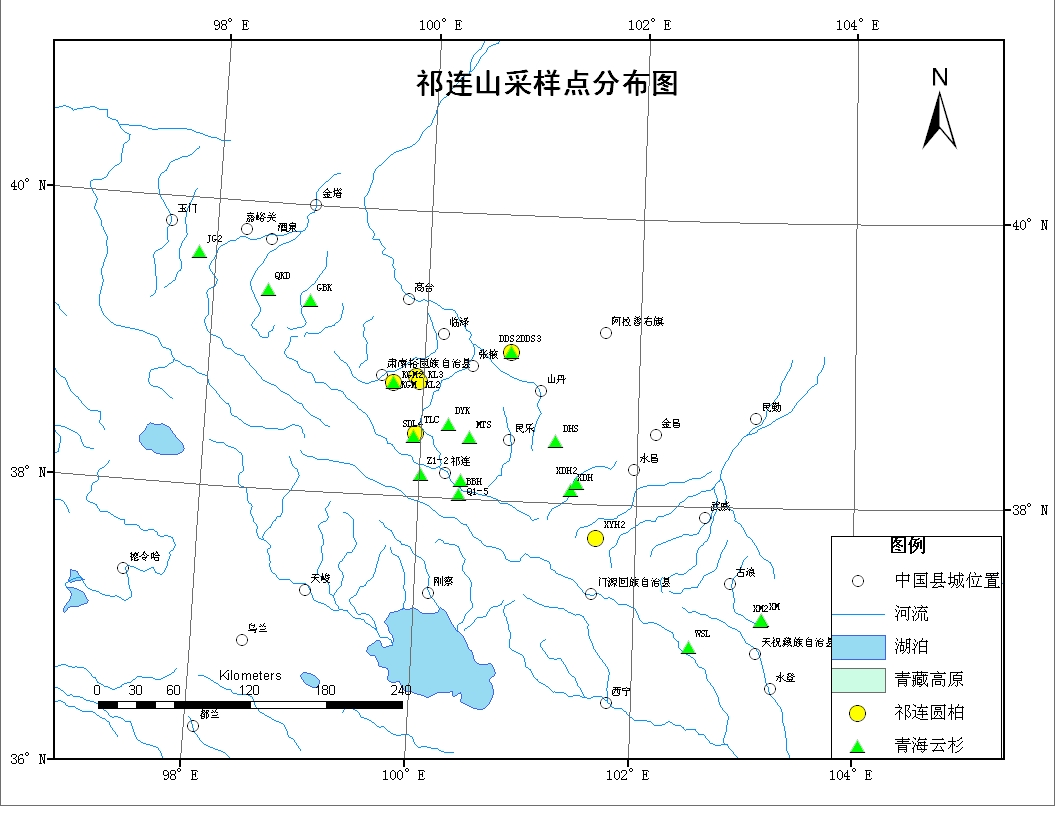 98° E
100° E
102° E
104° E
祁连山采样点分布图
N
40° N
金塔
玉门
嘉峪关
酒泉
40° N
JG2
QKD
GBK
高台
临泽
阿拉善右旗
DDS2DDS3
张掖
肃南裕固族自治县
KL3
山丹
KL2
民勤
DYK
SDL4
TLC
MTS
民乐
DHS
金昌
永昌
Z1-2
祁连
38° N
XDH2
XDH
BBH
Q1-5
38° N
武威
XYH2
图例
德令哈
天峻
刚察
门源回族自治县
古浪
中国县城位置
XM2
XM
河流
乌兰
WSL
天祝藏族自治县
湖泊
Kilometers
0 30 60 120 180 240
西宁
永登
青藏高原
都兰
祁连圆柏
青海云杉
36° N
98° E
100° E
102° E
104° E